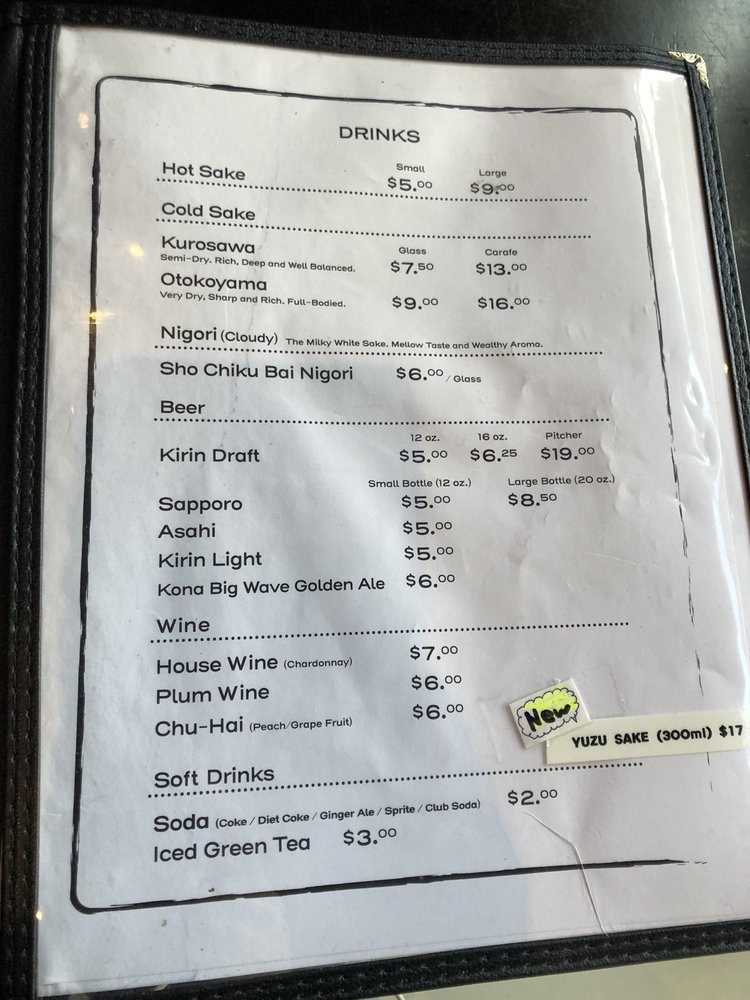 DRINKS
Small Large
Hot Sake $5.00 $9.00
Cold Sake
Glass Carafe
Kurosawa $7.50 $13.00
Semi-Dry. Rich, Deep and Well Balanced.
Otokoyama $9.00 $16.00
Very Dry, Sharp and Rich. Full-Bodied.
Nigori (Cloudy) The Milky White Sake. Mellow Taste and Wealthy Aroma.
Sho Chiku Bai Nigori $6.00 / Glass
Beer
12 oz. 16 oz. Pitcher
Kirin Draft $5.00 $6.25 $19.00
Small Bottle (12 oz.) Large Bottle (20 oz.)
Sapporo $5.00 $8.50
Asahi $5.00
Kirin Light $5.00
Kona Big Wave Golden Ale $6.00
Wine
House Wine (Chardonnay) $7.00
Plum Wine $6.00
Chu-Hai (Peach/Grape Fruit) $6.00
New
YUZU SAKE (300ml) $17
Soft Drinks
Soda (Coke / Diet Coke / Ginger Ale / Sprite / Club Soda) $2.00
Iced Green Tea $3.00